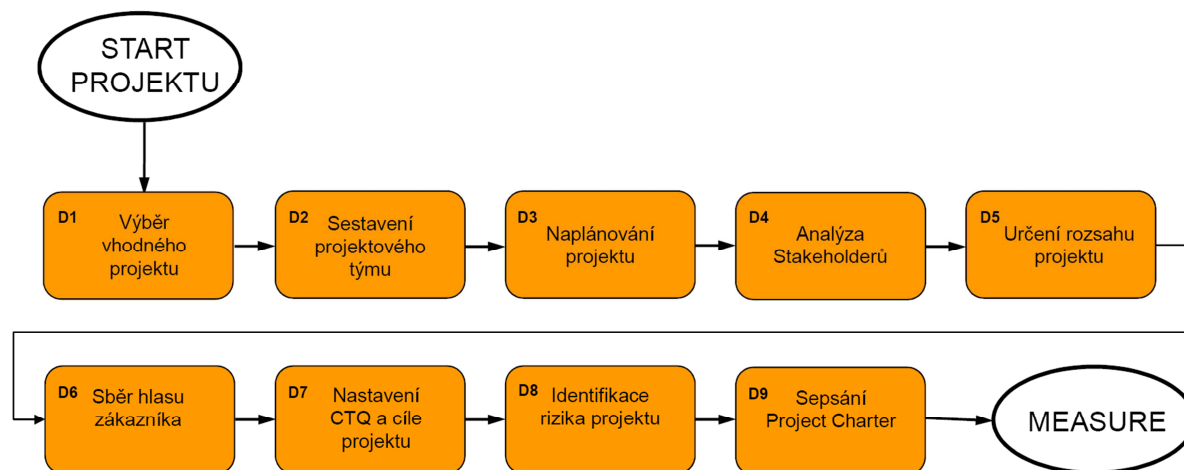 START
PROJEKTU
D1
Výběr
vhodného
projektu
D2
Sestavení
projektového
týmu
D3
Naplánování
projektu
D4
Analýza
Stakeholderů
D5
Určení rozsahu
projektu
D6
Sběr hlasu
zákazníka
D7
Nastavení
CTQ a cíle
projektu
D8
Identifikace
rizika projektu
D9
Sepsání
Project Charter
MEASURE